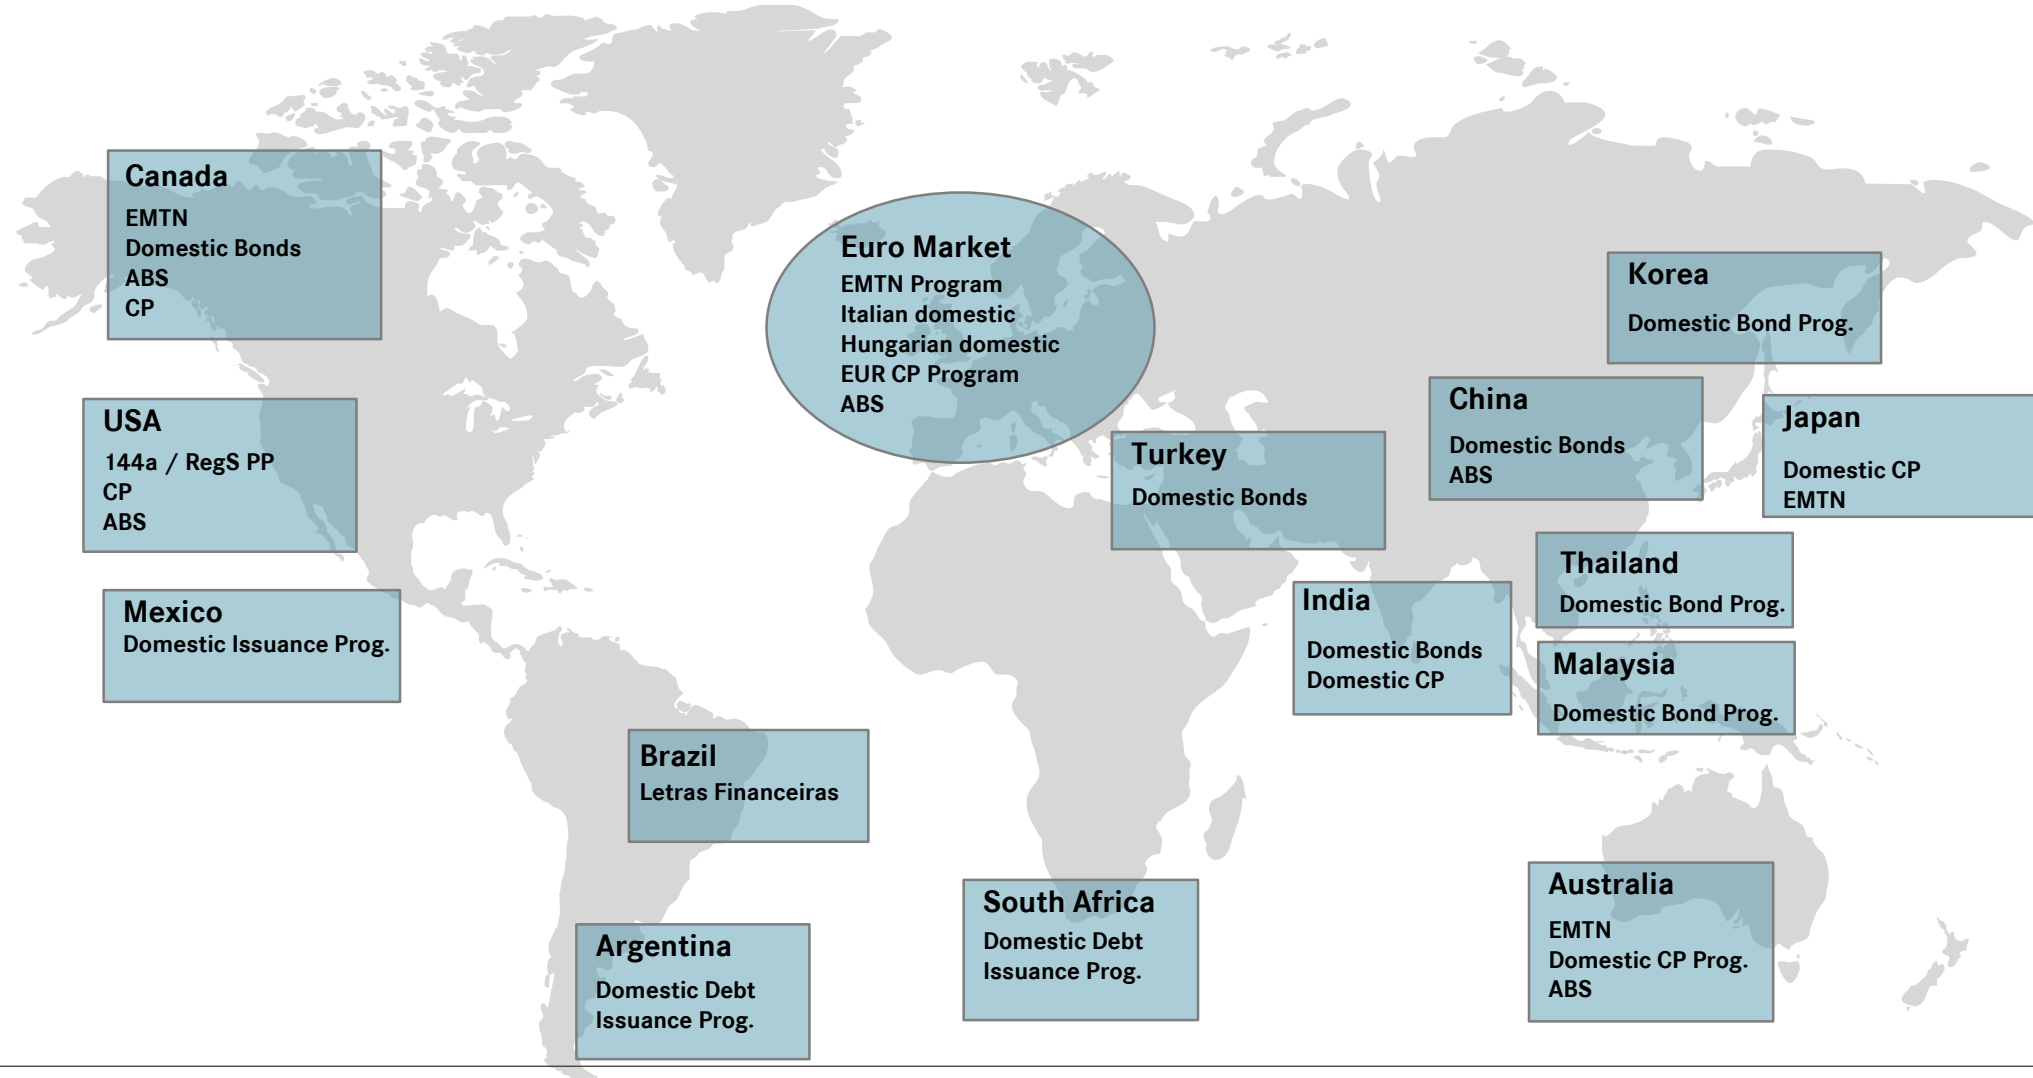 Canada
EMTN
Domestic Bonds
ABS
CP
USA
144a / RegS PP
CP
ABS
Mexico
Domestic Issuance Prog.
Brazil
Letras Financeiras
Argentina
Domestic Debt
Issuance Prog.
Euro Market
EMTN Program
Italian domestic
Hungarian domestic
EUR CP Program
ABS
Turkey
Domestic Bonds
South Africa
Domestic Debt
Issuance Prog.
Korea
Domestic Bond Prog.
China
Domestic Bonds
ABS
Japan
Domestic CP
EMTN
India
Domestic Bonds
Domestic CP
Thailand
Domestic Bond Prog.
Malaysia
Domestic Bond Prog.
Australia
EMTN
Domestic CP Prog.
ABS